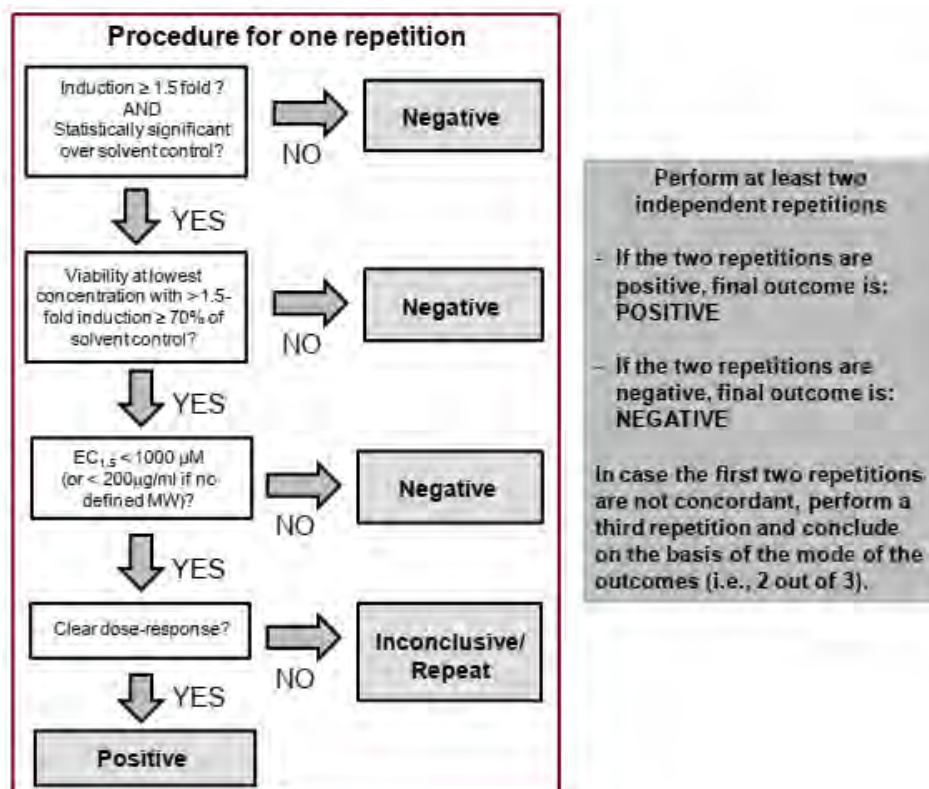 Procedure for one repetition
Induction ≥ 1.5 fold ?
AND
Statistically significant
over solvent control?
NO
Negative
YES
Viability at lowest
concentration with >1.5-
fold induction ≥ 70% of
solvent control?
NO
Negative
YES
EC1.5 < 1000 µM
(or < 200µg/ml if no
defined MW)?
NO
Negative
YES
Clear dose-response?
NO
Inconclusive/
Repeat
YES
Positive
Perform at least two
independent repetitions
- If the two repetitions are
positive, final outcome is:
POSITIVE
- If the two repetitions are
negative, final outcome is:
NEGATIVE
In case the first two repetitions
are not concordant, perform a
third repetition and conclude
on the basis of the mode of the
outcomes (i.e., 2 out of 3).